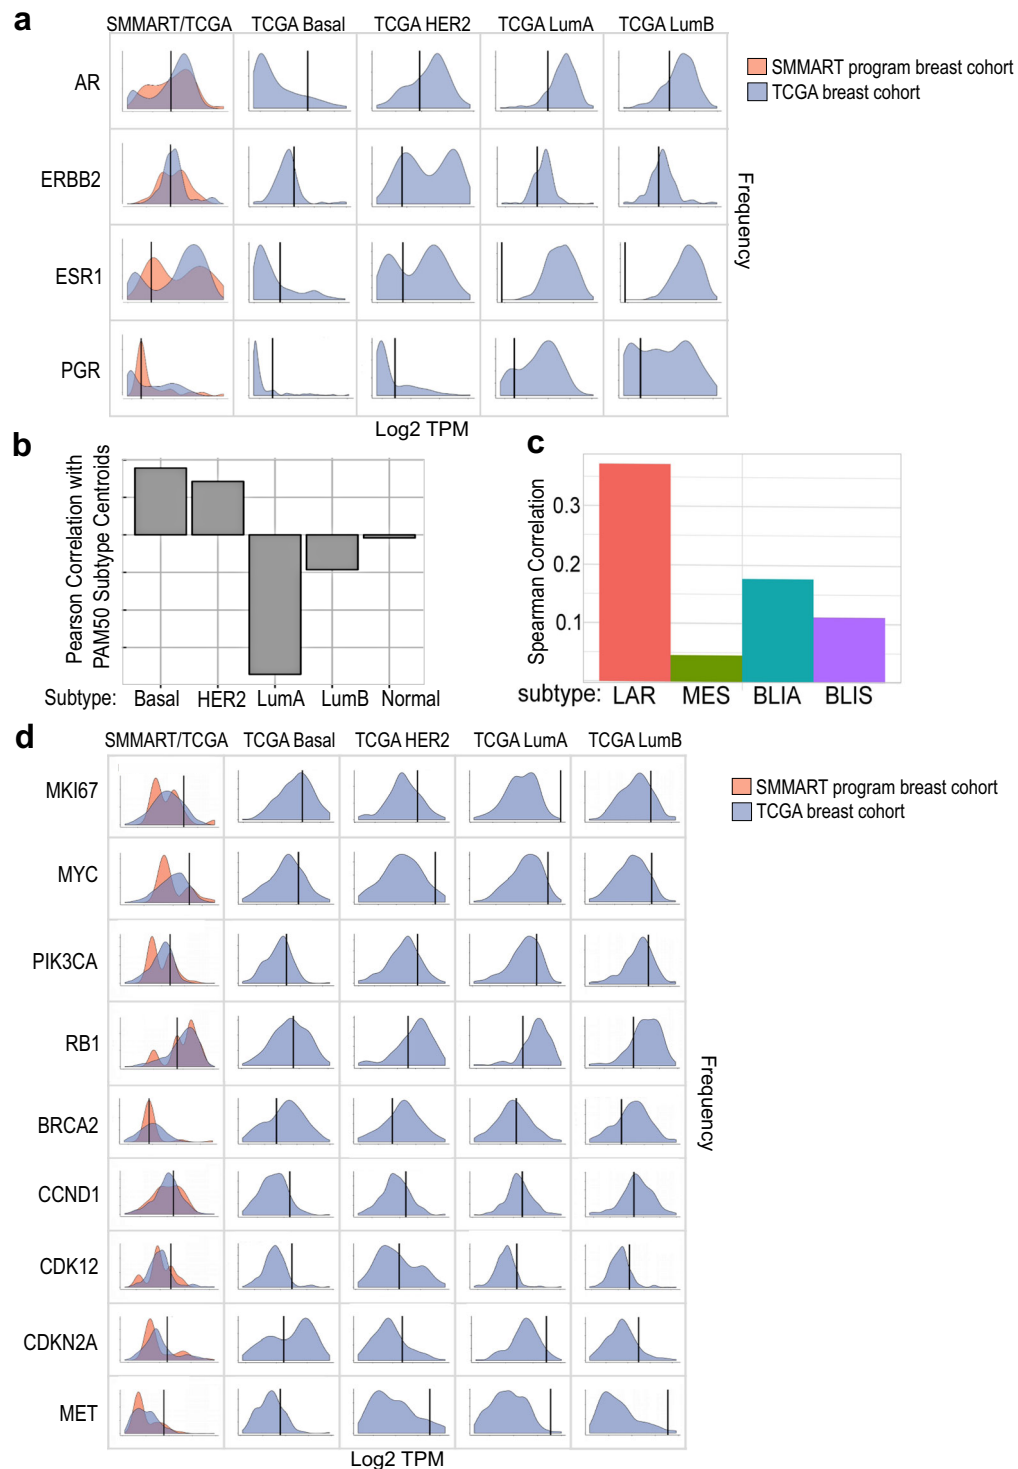 a
SMMART/TCGA TCGA Basal TCGA HER2 TCGA LumA TCGA LumB
AR
SMMART program breast cohort
TCGA breast cohort
ERBB2
Frequency
ESR1
PGR
Log2 TPM
b
Pearson Correlation with
PAM50 Subtype Centroids
Subtype: Basal HER2 LumA LumB Normal
c
Spearman Correlation
0.3
0.2
0.1
subtype: LAR MES BLIA BLIS
d
SMMART/TCGA TCGA Basal TCGA HER2 TCGA LumA TCGA LumB
MKI67
SMMART program breast cohort
TCGA breast cohort
MYC
PIK3CA
RB1
Frequency
BRCA2
CCND1
CDK12
CDKN2A
MET
Log2 TPM